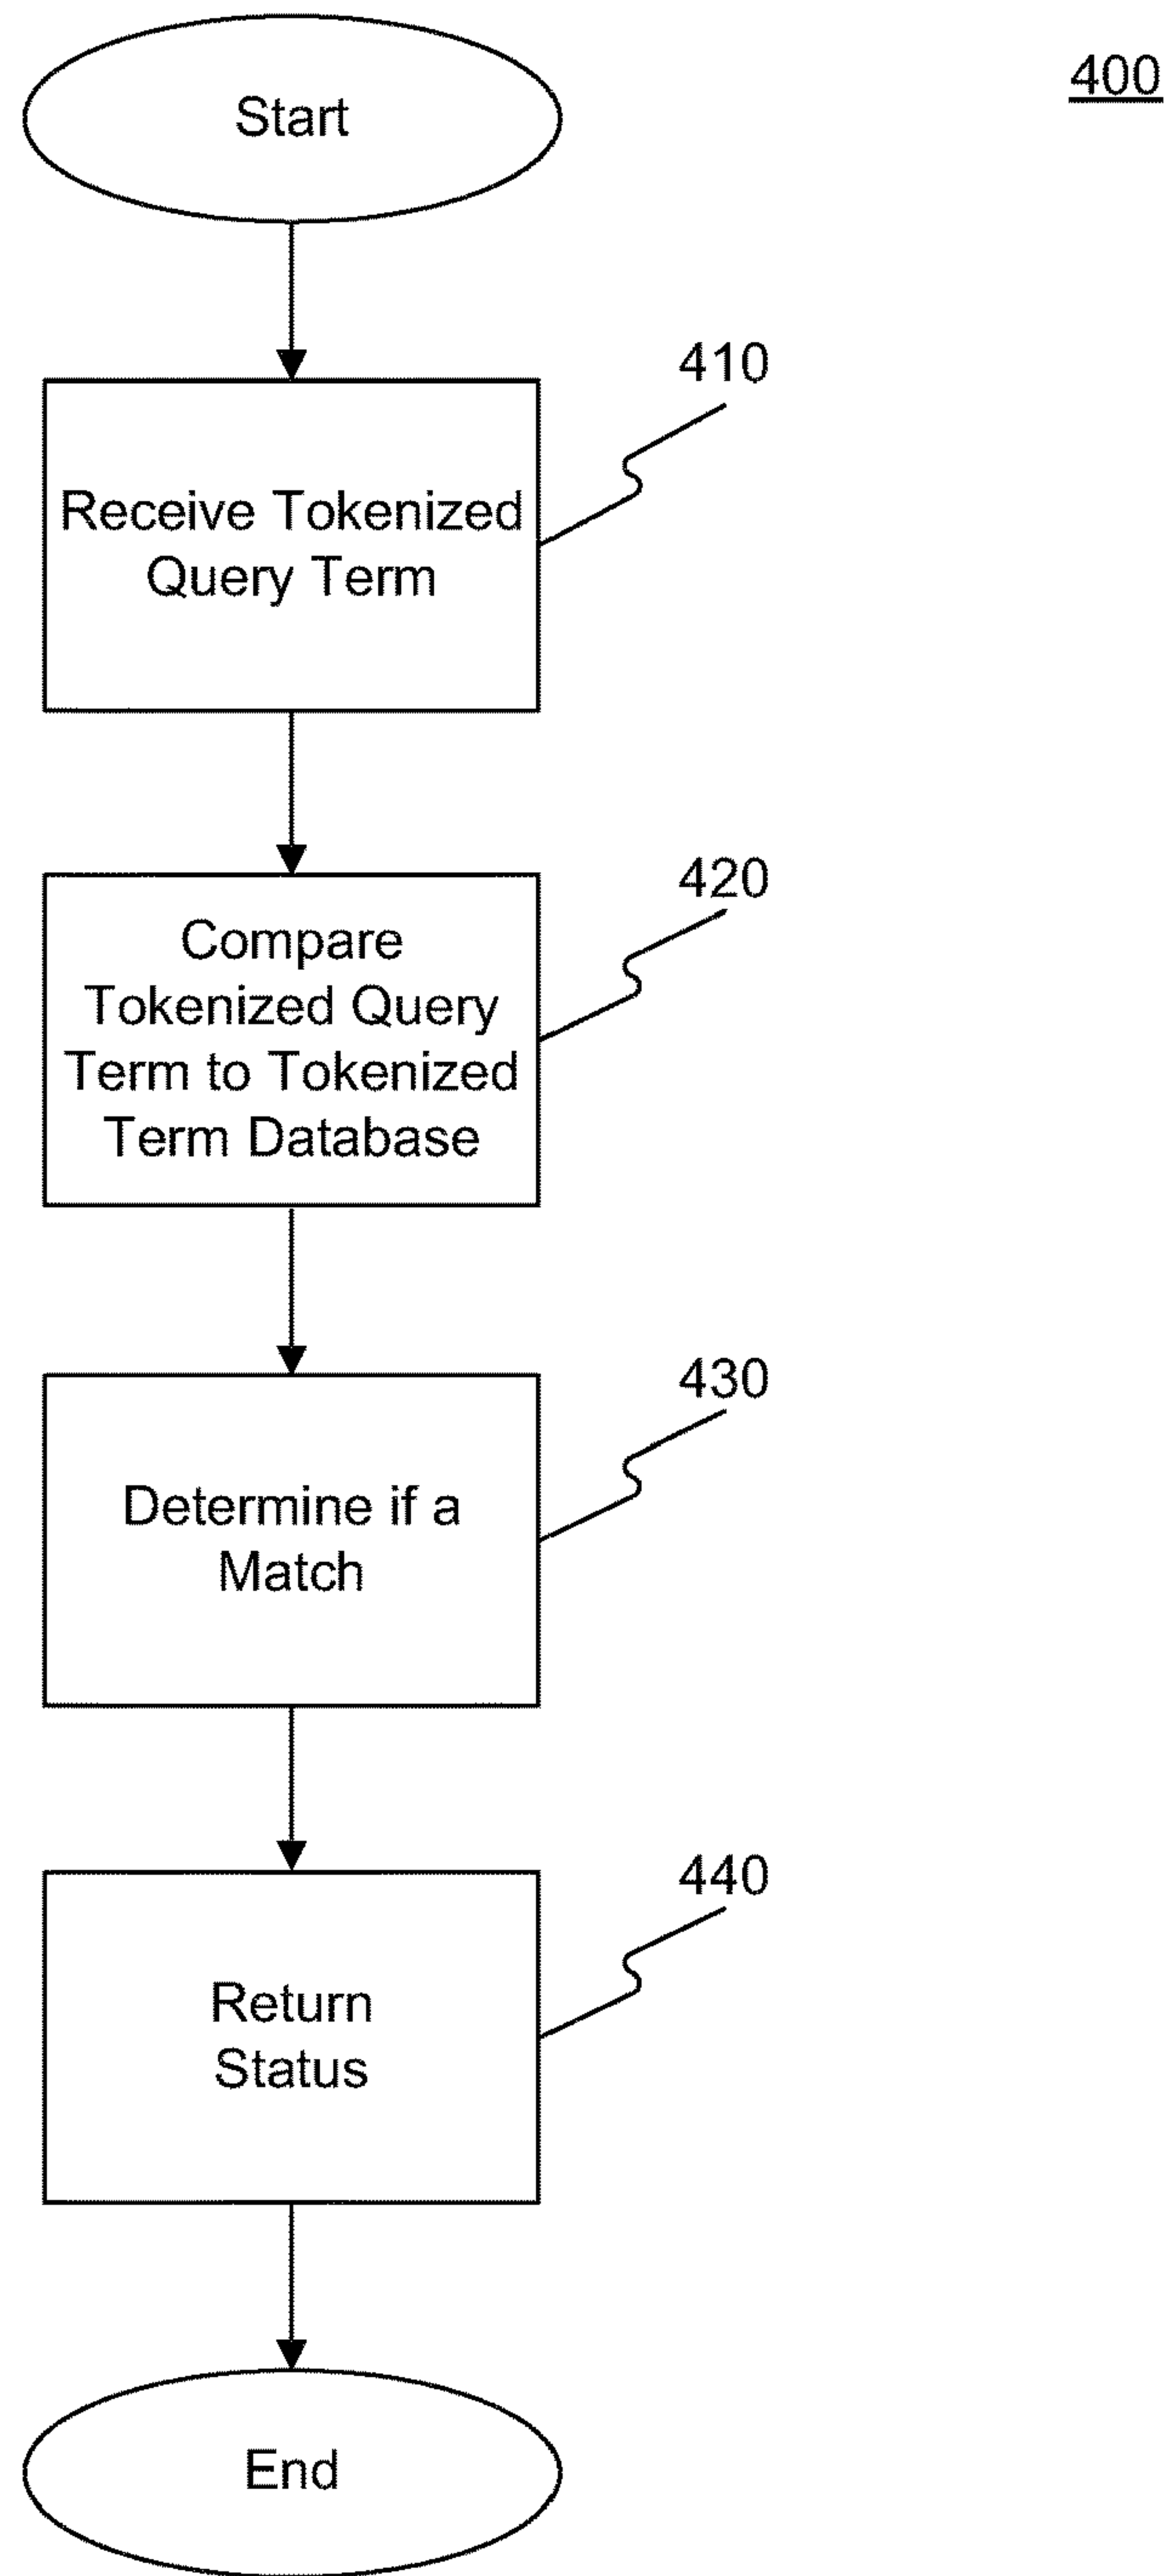 Start
400
410
Receive Tokenized
Query Term
420
Compare
Tokenized Query
Term to Tokenized
Term Database
430
Determine if a
Match
440
Return
Status
End